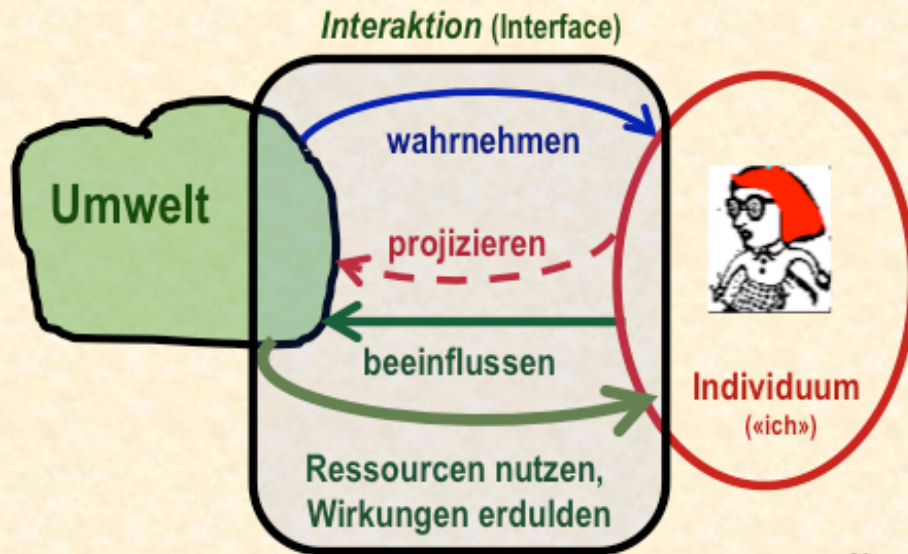 Interaktion (Interface)
wahrnehmen
Umwelt
projizieren
beeinflussen
Individuum
(«ich»)
Ressourcen nutzen,
Wirkungen erdulden